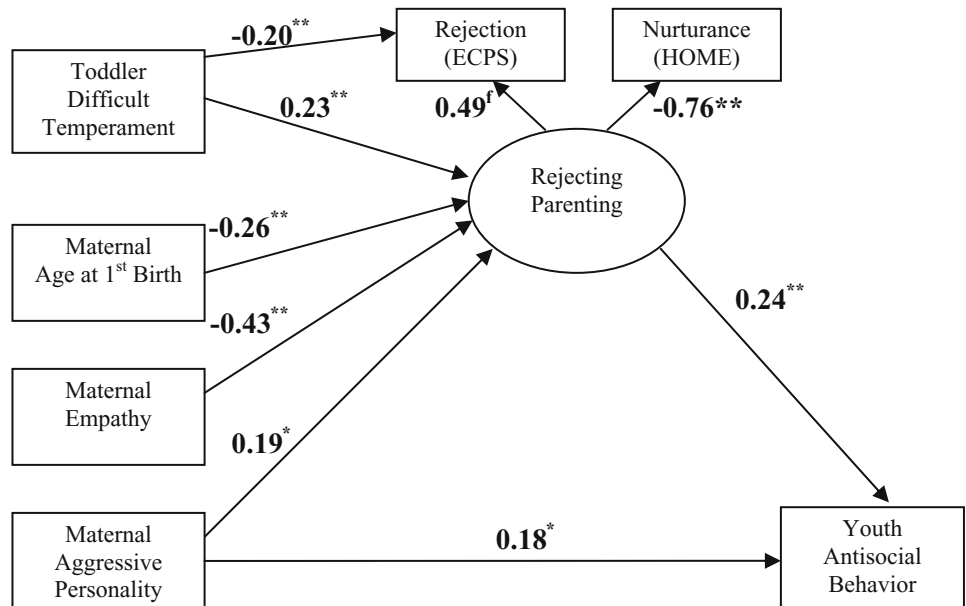 -0.20**
Rejection
(ECPS)
Nurturance
(HOME)
Toddler
Difficult
Temperament
0.23**
0.49f
-0.76**
Rejecting
Parenting
Maternal
Age at 1st Birth
-0.26**
-0.43**
0.24**
Maternal
Empathy
0.19*
Maternal
Aggressive
Personality
0.18*
Youth
Antisocial
Behavior